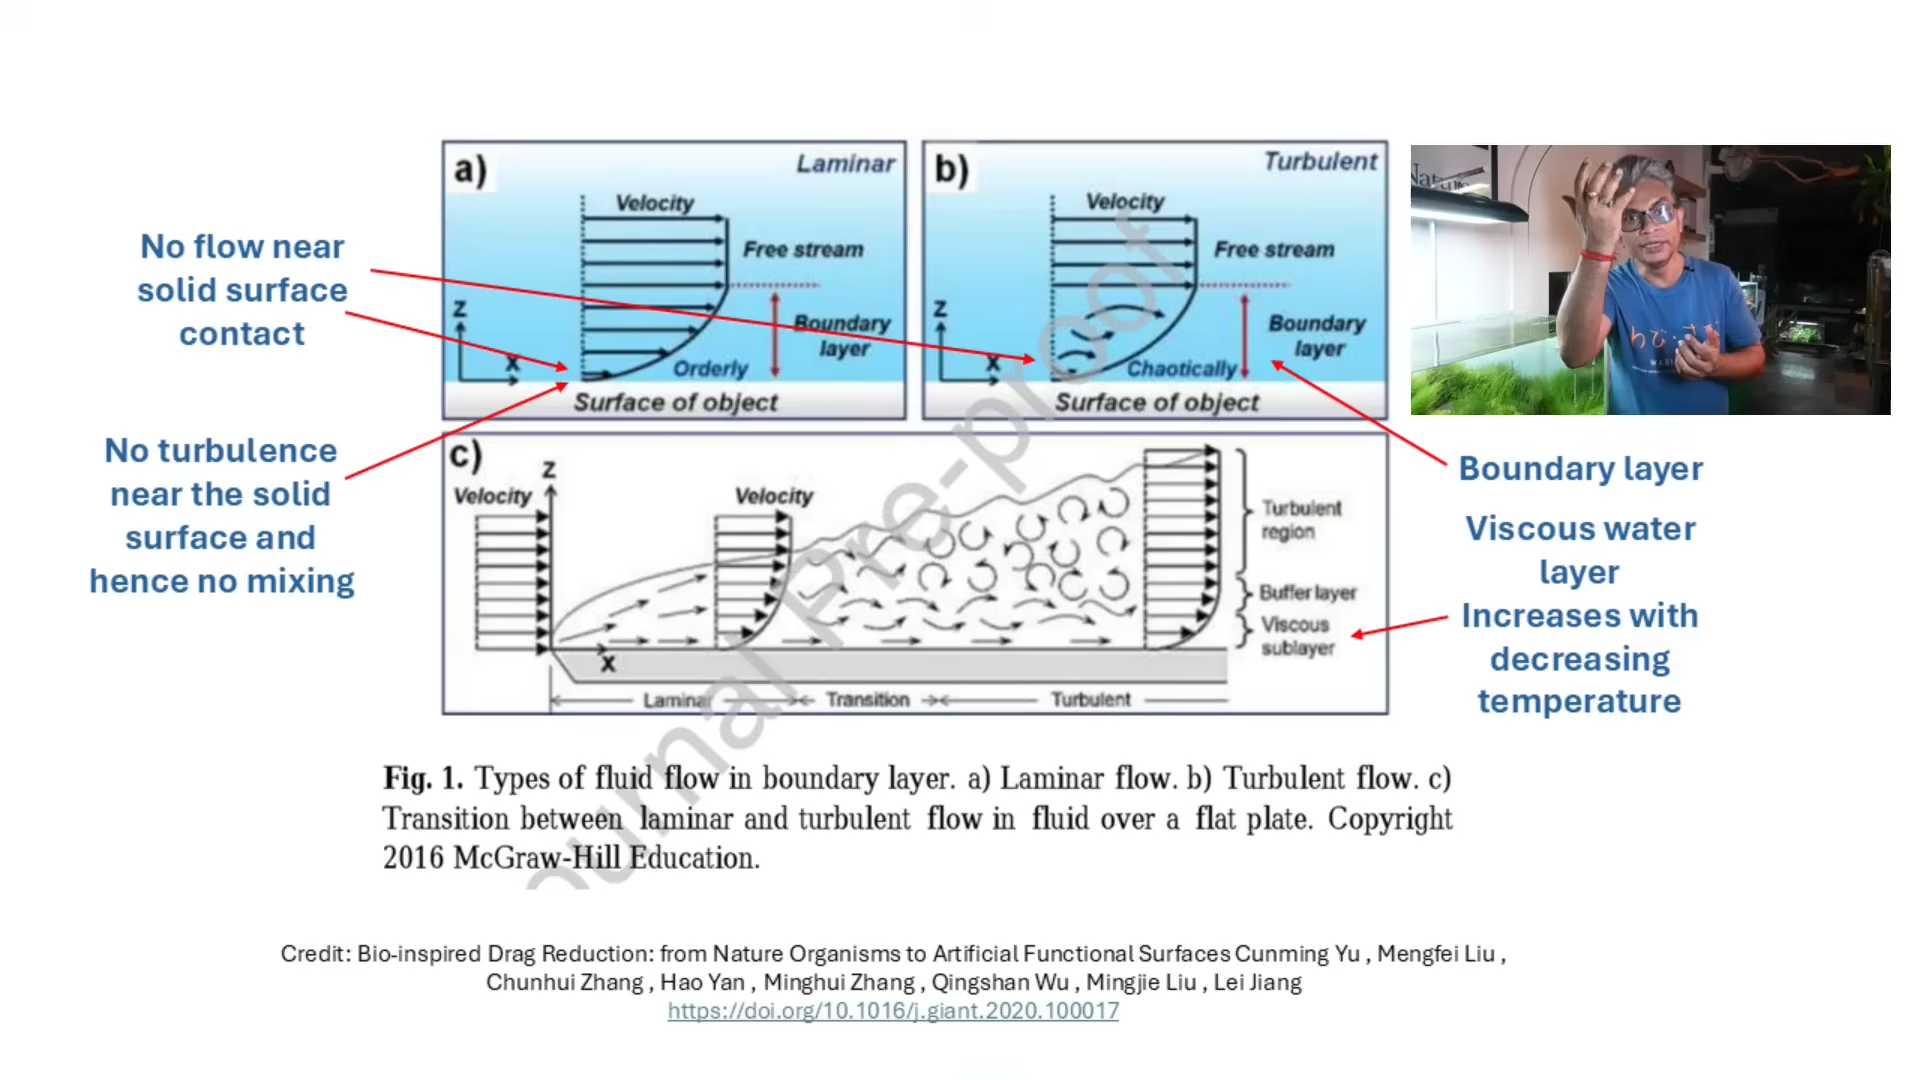 No flow near
solid surface
contact
No turbulence
near the solid
surface and
hence no mixing
a)
Laminar
Velocity
Free stream
Boundary
layer
Z
X
Orderly
Surface of object
b)
Turbulent
Velocity
Free stream
Boundary
layer
Z
X
Chaotically
Surface of object
c)
Z
Velocity
Velocity
X
Turbulent
region
Buffer layer
Viscous
sublayer
Laminar
Transition
Turbulent
Boundary layer
Viscous water
layer
Increases with
decreasing
temperature
ournal Pre-proof
Fig. 1. Types of fluid flow in boundary layer. a) Laminar flow. b) Turbulent flow. c)
Transition between laminar and turbulent flow in fluid over a flat plate. Copyright
2016 McGraw-Hill Education.
Credit: Bio-inspired Drag Reduction: from Nature Organisms to Artificial Functional Surfaces Cunming Yu , Mengfei Liu ,
Chunhui Zhang , Hao Yan , Minghui Zhang , Qingshan Wu , Mingjie Liu , Lei Jiang
https://doi.org/10.1016/j.giant.2020.100017